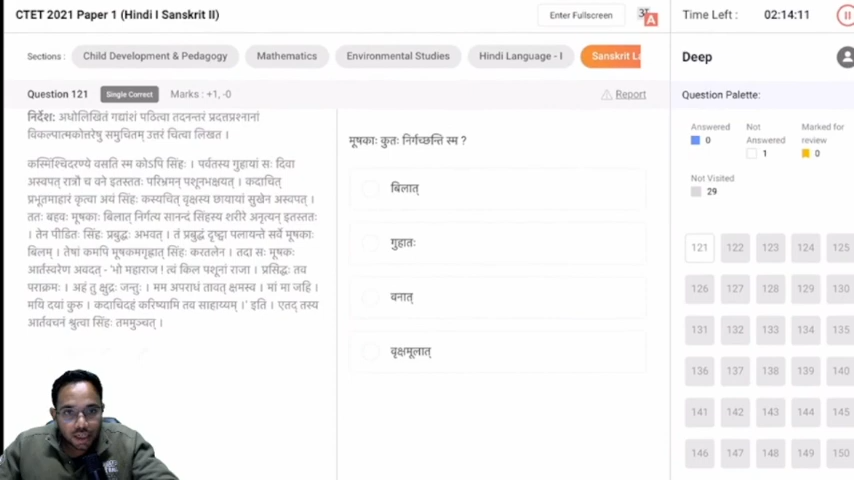 CTET 2021 Paper 1 (Hindi I Sanskrit II)
Enter Fullscreen
अ A
Time Left : 02:14:11
Sections : Child Development & Pedagogy Mathematics Environmental Studies Hindi Language - I Sanskrit La
Deep
Question 121 Single Correct Marks : +1, -0 Report
Question Palette:
निर्देश: अधोलिखितं गद्यांशं पठित्वा तदनन्तरं प्रदत्तप्रश्नानां
विकल्पात्मकोत्तरेषु समुचितम् उत्तरं चित्वा लिखत ।
कस्मिंश्चिदरण्ये वसति स्म कोऽपि सिंहः । पर्वतस्य गुहायां सः दिवा
अस्वपत् रात्रौ च वने इतस्ततः परिभ्रमन् पशूनभक्षयत् । कदाचित्
प्रभूतमाहारं कृत्वा अयं सिंहः कस्यचित् वृक्षस्य छायायां सुखेन अस्वपत् ।
ततः बहवः मूषकाः बिलात् निर्गत्य सानन्दं सिंहस्य शरीरे अनृत्यन् इतस्ततः
। तेन पीडितः सिंहः प्रबुद्धः अभवत् । तं प्रबुद्धं दृष्ट्वा पलायन्ते सर्वे मूषकाः
बिलम् । तेषां कमपि मूषकमगृह्णात् सिंहः करतलेन । तदा सः मूषकः
आर्तस्वरेण अवदत् - 'भो महाराज ! त्वं किल पशूनां राजा । प्रसिद्धः तव
पराक्रमः । अहं तु क्षुद्रः जन्तुः । मम अपराधं तावत् क्षमस्व । मां मा जहि ।
मयि दयां कुरु । कदाचिदहं करिष्यामि तव साहाय्यम् ।' इति । एतद् तस्य
आर्तवचनं श्रुत्वा सिंहः तममुञ्चत् ।
मूषकाः कुतः निर्गच्छन्ति स्म ?
बिलात्
गुहातः
वनात्
वृक्षमूलात्
Answered
0
Not
Answered
1
Marked for
review
0
Not Visited
29
121 122 123 124 125
126 127 128 129 130
131 132 133 134 135
136 137 138 139 140
141 142 143 144 145
146 147 148 149 150